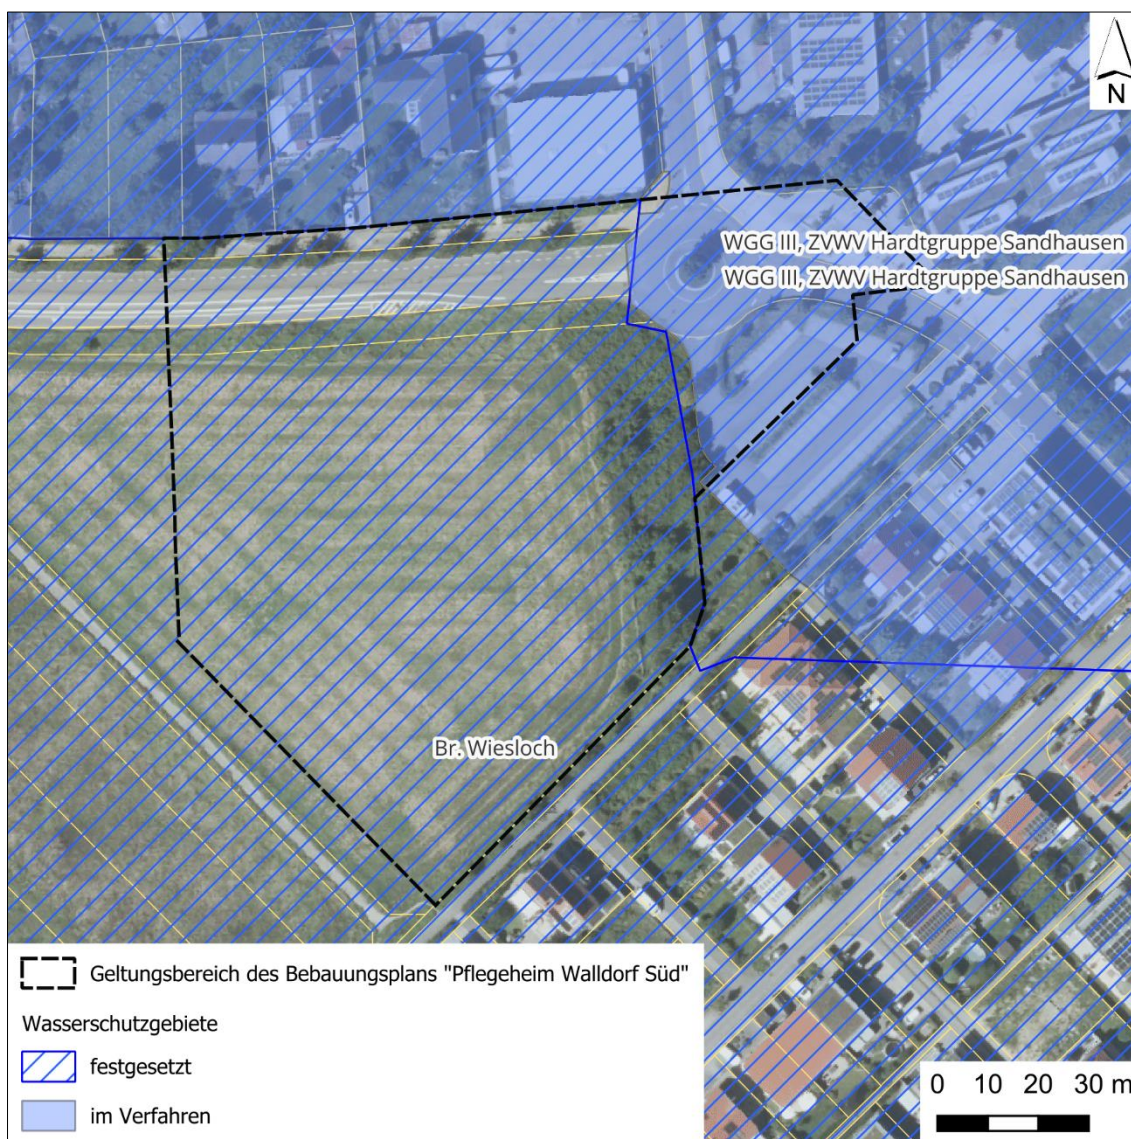 N
WGG III, ZVWV Hardtgruppe Sandhausen
WGG III, ZVWV Hardtgruppe Sandhausen
Br. Wiesloch
Geltungsbereich des Bebauungsplans "Pflegeheim Walldorf Süd"
Wasserschutzgebiete
festgesetzt
im Verfahren
0 10 20 30 m